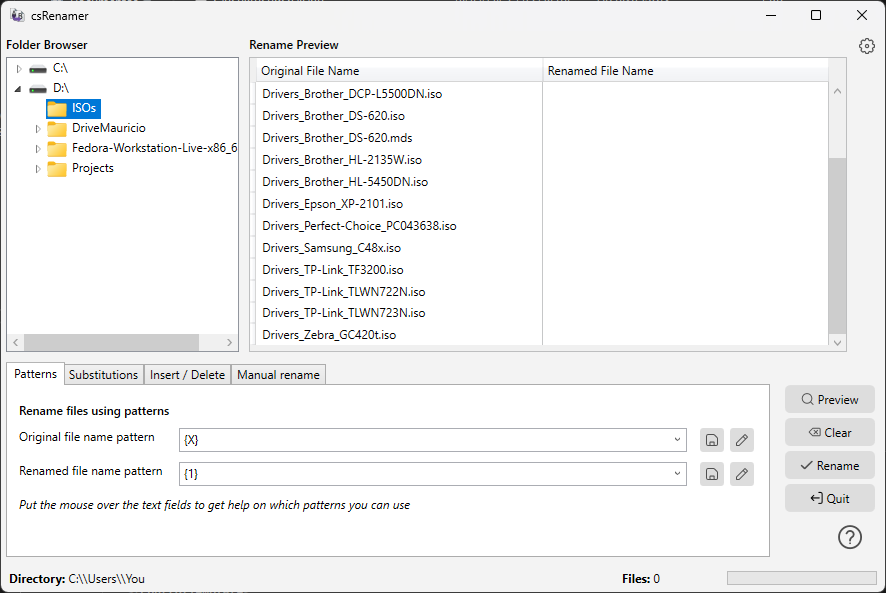 csRenamer
Folder Browser
C:\
D:\
ISOs
DriveMauricio
Fedora-Workstation-Live-x86_6
Projects
Rename Preview
Original File Name Renamed File Name
Drivers_Brother_DCP-L5500DN.iso
Drivers_Brother_DS-620.iso
Drivers_Brother_DS-620.mds
Drivers_Brother_HL-2135W.iso
Drivers_Brother_HL-5450DN.iso
Drivers_Epson_XP-2101.iso
Drivers_Perfect-Choice_PC043638.iso
Drivers_Samsung_C48x.iso
Drivers_TP-Link_TF3200.iso
Drivers_TP-Link_TLWN722N.iso
Drivers_TP-Link_TLWN723N.iso
Drivers_Zebra_GC420t.iso
Patterns Substitutions Insert / Delete Manual rename
Rename files using patterns
Original file name pattern {X}
Renamed file name pattern {1}
Put the mouse over the text fields to get help on which patterns you can use
Preview
Clear
Rename
Quit
?
Directory: C:\\Users\\You Files: 0